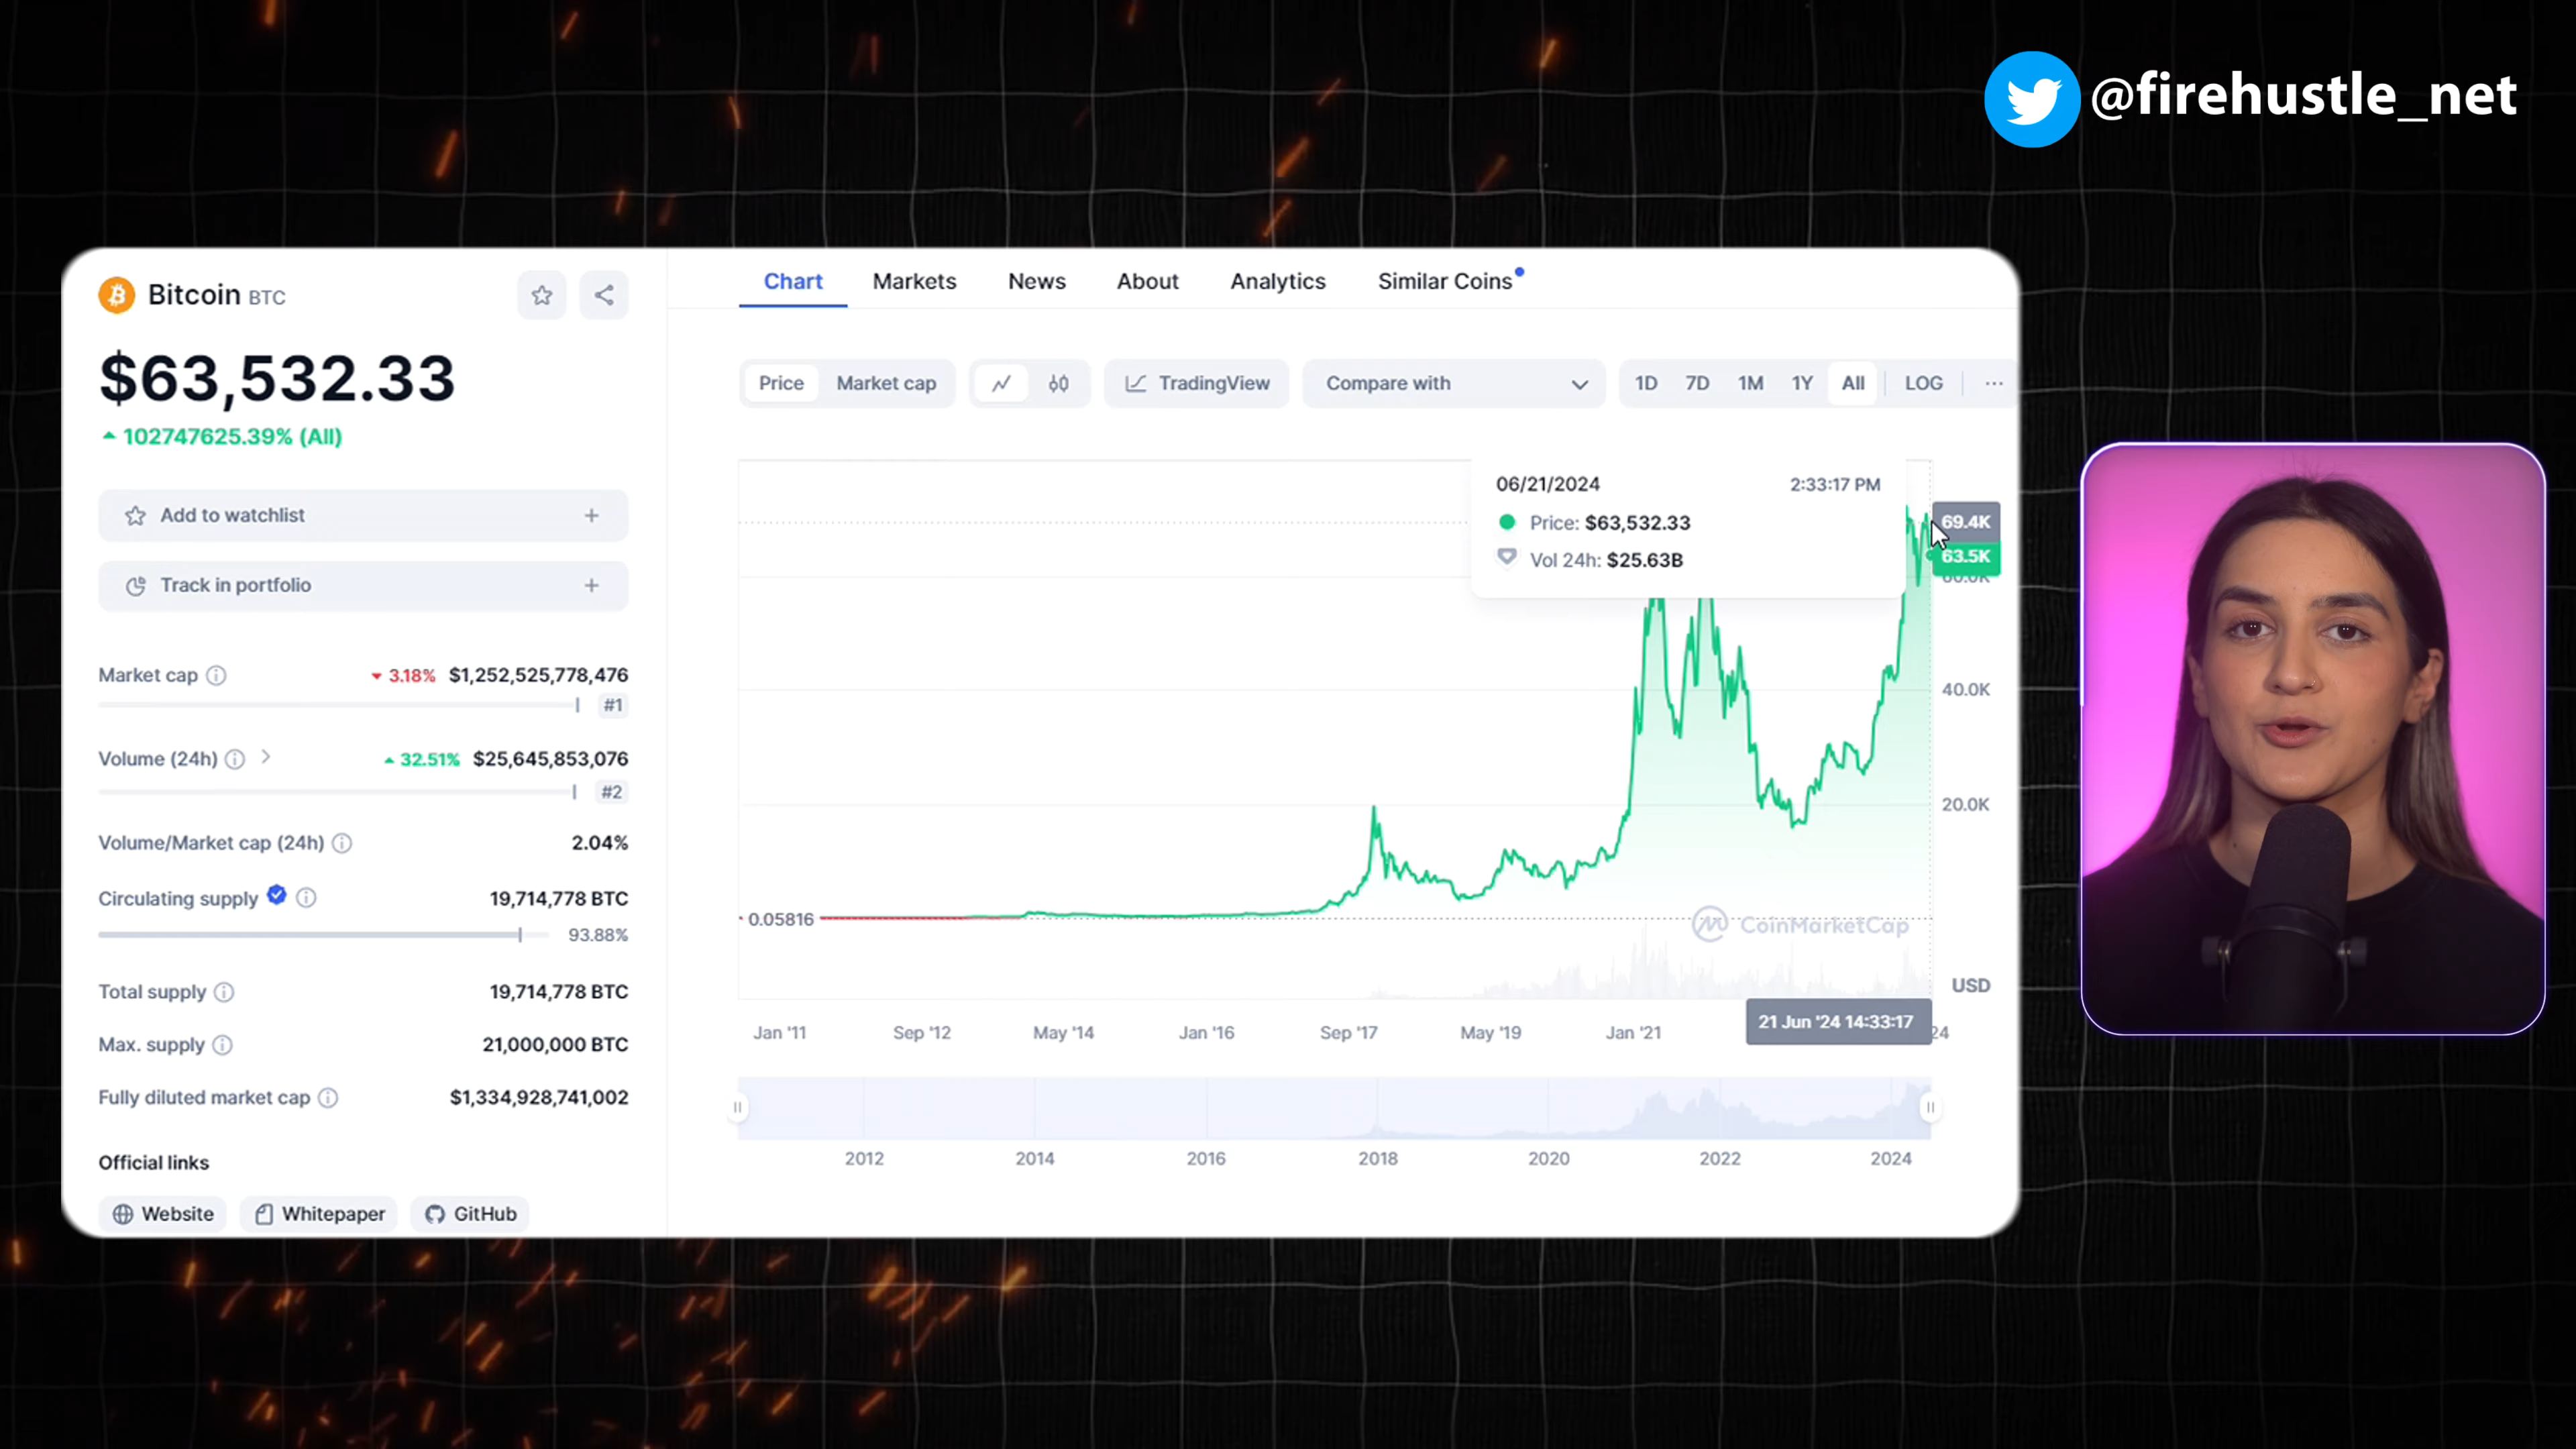 @firehustle_net
Bitcoin BTC
$63,532.33
102747625.39% (All)
Add to watchlist +
Track in portfolio +
Market cap 3.18% $1,252,525,778,476
#1
Volume (24h) 32.51% $25,645,853,076
#2
Volume/Market cap (24h) 2.04%
Circulating supply 19,714,778 BTC
93.88%
Total supply 19,714,778 BTC
Max. supply 21,000,000 BTC
Fully diluted market cap $1,334,928,741,002
Official links
Website Whitepaper GitHub
Chart Markets News About Analytics Similar Coins
Price Market cap TradingView Compare with 1D 7D 1M 1Y All LOG ...
06/21/2024 2:33:17 PM
Price: $63,532.33
Vol 24h: $25.63B
69.4K
63.5K
60.0K
40.0K
20.0K
0.05816
CoinMarketCap
USD
Jan '11 Sep '12 May '14 Jan '16 Sep '17 May '19 Jan '21 21 Jun '24 14:33:17 24
2012 2014 2016 2018 2020 2022 2024